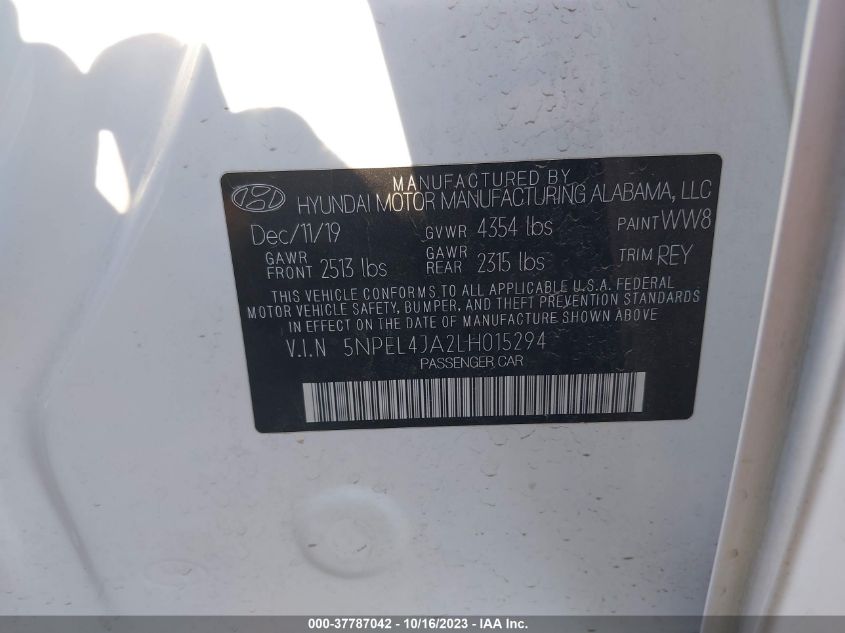 MANUFACTURED BY
HYUNDAI MOTOR MANUFACTURING ALABAMA, LLC
Dec/11/19 GVWR 4354 lbs PAINT WW8
GAWR FRONT 2513 lbs GAWR REAR 2315 lbs TRIM REY
THIS VEHICLE CONFORMS TO ALL APPLICABLE U.S.A. FEDERAL
MOTOR VEHICLE SAFETY, BUMPER, AND THEFT PREVENTION STANDARDS
IN EFFECT ON THE DATE OF MANUFACTURE SHOWN ABOVE
V.I.N 5NPEL4JA2LH015294
PASSENGER CAR
000-37787042 - 10/16/2023 - IAA Inc.